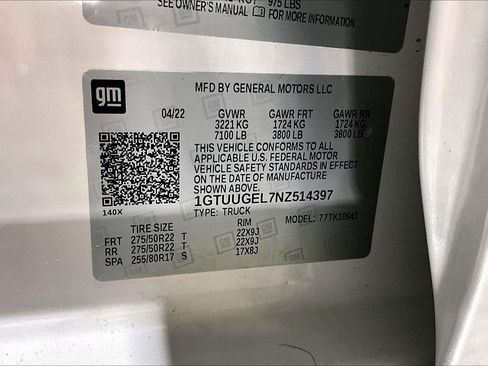 975 LBS
SEE OWNER'S MANUAL FOR MORE INFORMATION
gm
MFD BY GENERAL MOTORS LLC
04/22 GVWR GAWR FRT GAWR RR
3221 KG 1724 KG 1724 KG
7100 LB 3800 LB 3800 LB
THIS VEHICLE CONFORMS TO ALL
APPLICABLE U.S. FEDERAL MOTOR
VEHICLE SAFETY STANDARDS IN EFFECT
ON THE DATE OF MANUFACTURE
SHOWN ABOVE.
1GTUUGEL7NZ514397
140X
TYPE: TRUCK MODEL: 77TK10543
TIRE SIZE RIM
FRT 275/50R22 T 22X9J
RR 275/50R22 T 22X9J
SPA 255/80R17 S 17X8J